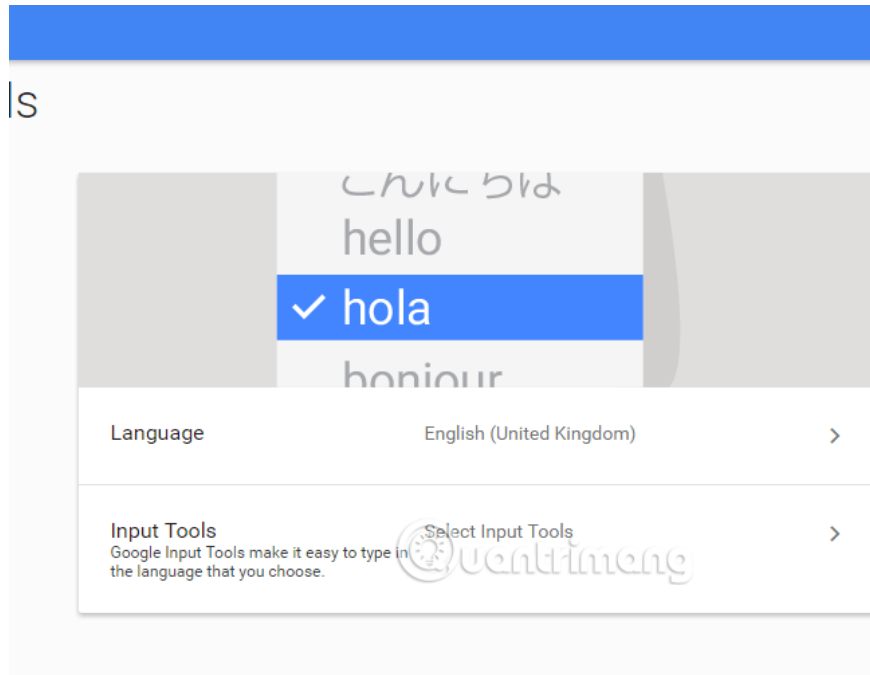 ls
こんにちは
hello
hola
bonjour
Language
English (United Kingdom)
Input Tools
Select Input Tools
Google Input Tools make it easy to type in
the language that you choose.
Quantrimang